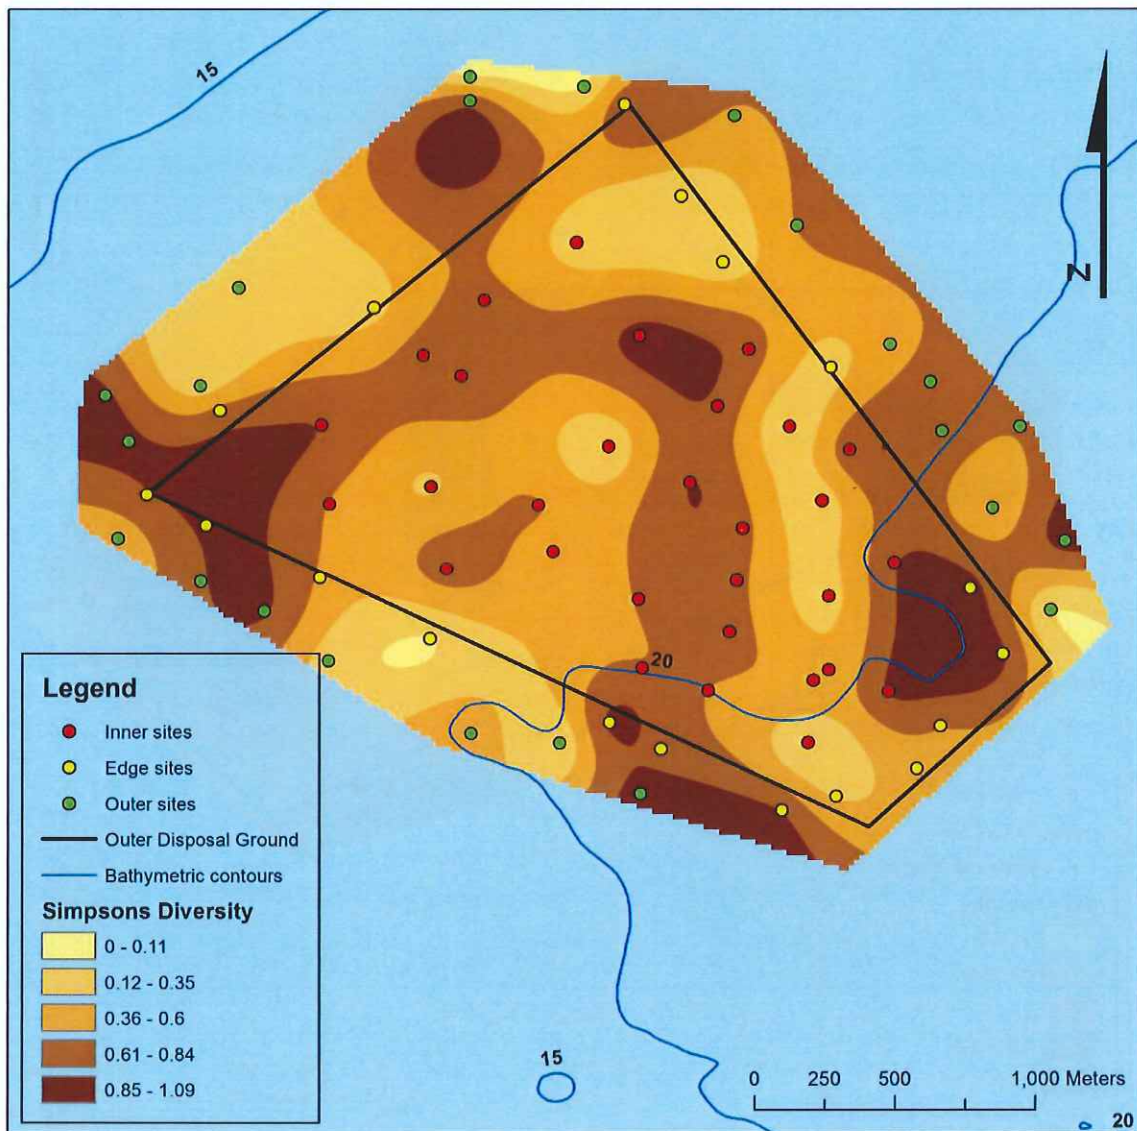 15
N
20
Legend
Inner sites
Edge sites
Outer sites
Outer Disposal Ground
Bathymetric contours
Simpsons Diversity
0 - 0.11
0.12 - 0.35
0.36 - 0.6
0.61 - 0.84
0.85 - 1.09
15
0 250 500 1,000 Meters
20